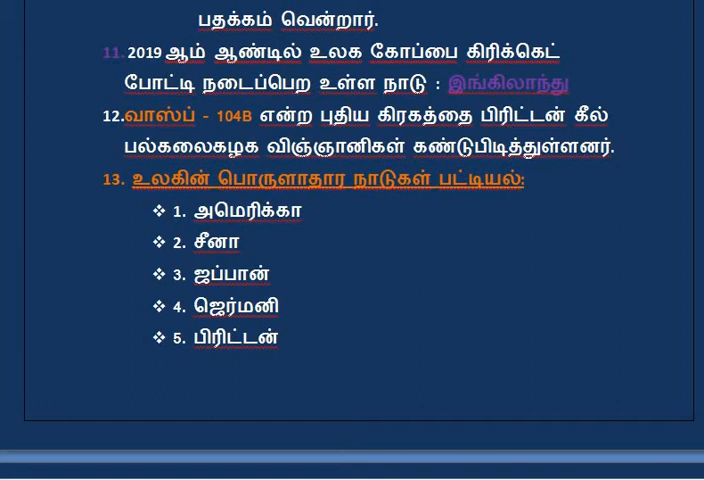 பதக்கம் வென்றார்.
11. 2019 ஆம் ஆண்டில் உலக கோப்பை கிரிக்கெட்
போட்டி நடைப்பெற உள்ள நாடு : இங்கிலாந்து
12.வாஸ்ப் - 104B என்ற புதிய கிரகத்தை பிரிட்டன் கீல்
பல்கலைகழக விஞ்ஞானிகள் கண்டுபிடித்துள்ளனர்.
13. உலகின் பொருளாதார நாடுகள் பட்டியல்:
❖ 1. அமெரிக்கா
❖ 2. சீனா
❖ 3. ஜப்பான்
❖ 4. ஜெர்மனி
❖ 5. பிரிட்டன்